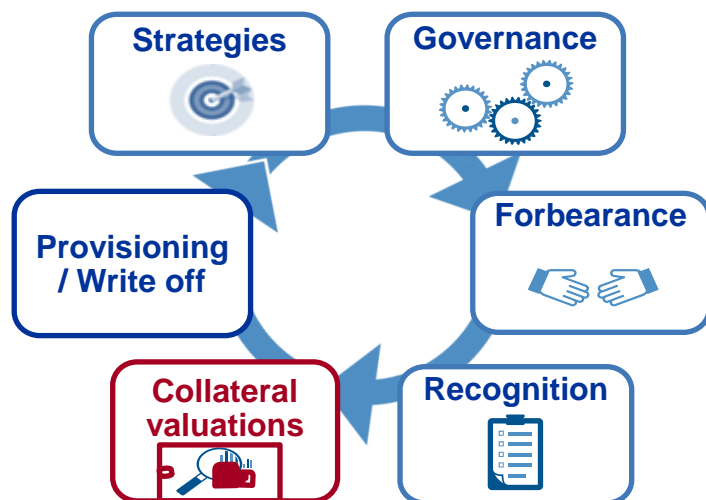 Strategies
Governance
Forbearance
Recognition
Collateral
valuations
Provisioning
/ Write off